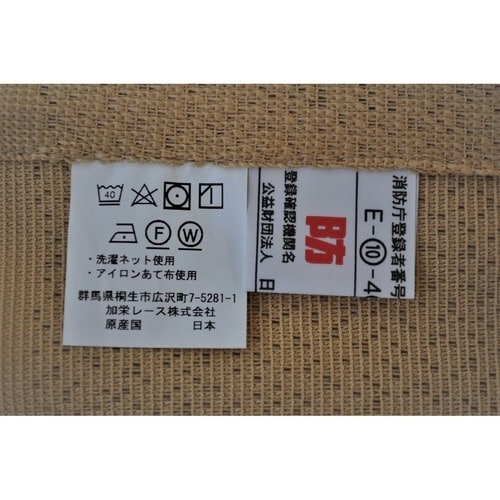 40
F W
・洗濯ネット使用
・アイロンあて布使用
群馬県桐生市広沢町7-5281-1
加栄レース株式会社
原産国 日本
消防庁登録者番号
E-⑩-4
防
登録確認機関名
公益財団法人 日